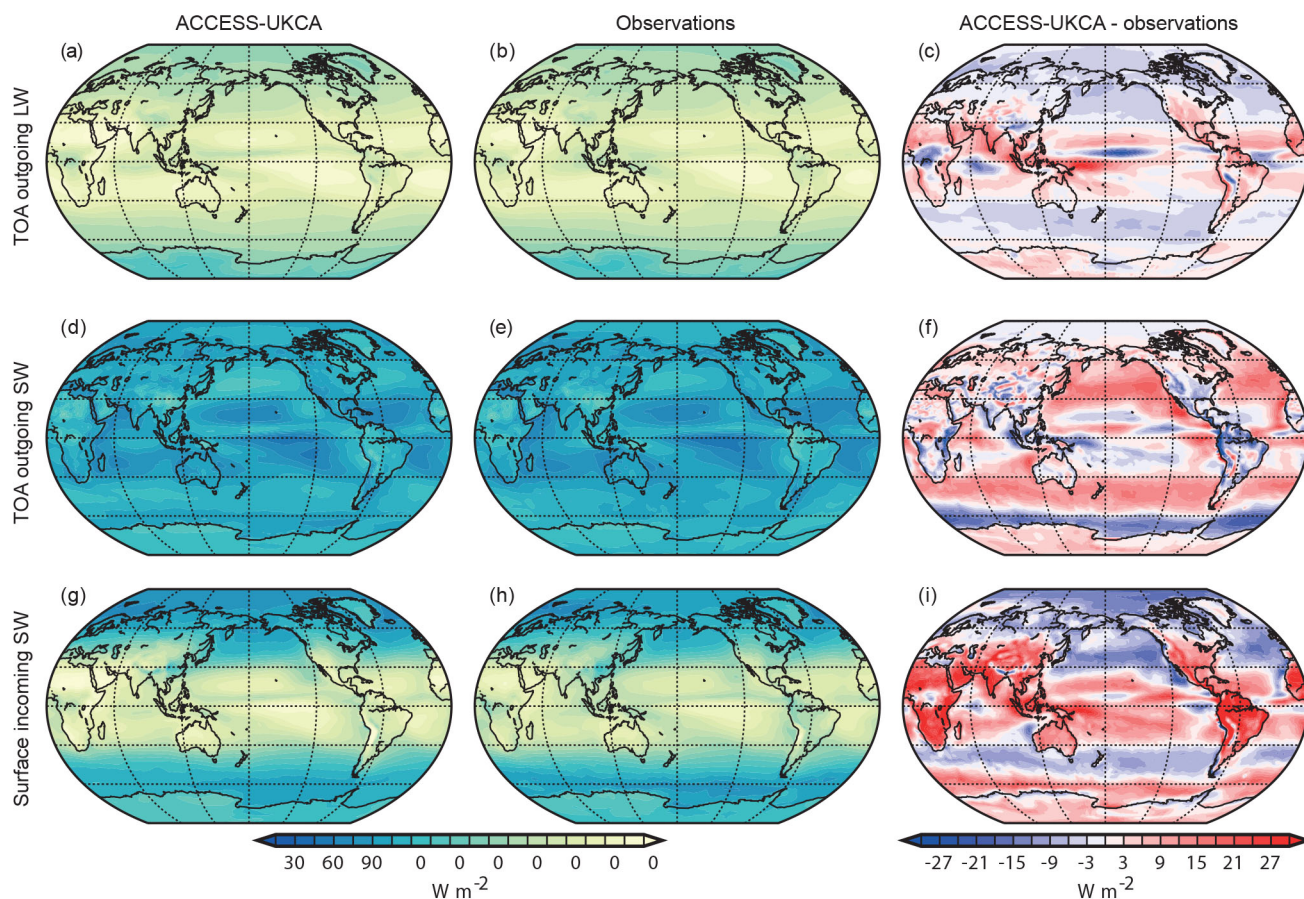 ACCESS-UKCA
Observations
ACCESS-UKCA - observations
TOA outgoing LW
(a)
(b)
(c)
TOA outgoing SW
(d)
(e)
(f)
Surface incoming SW
(g)
(h)
(i)
30 60 90 0 0 0 0 0 0 0
W m-2
-27 -21 -15 -9 -3 3 9 15 21 27
W m-2